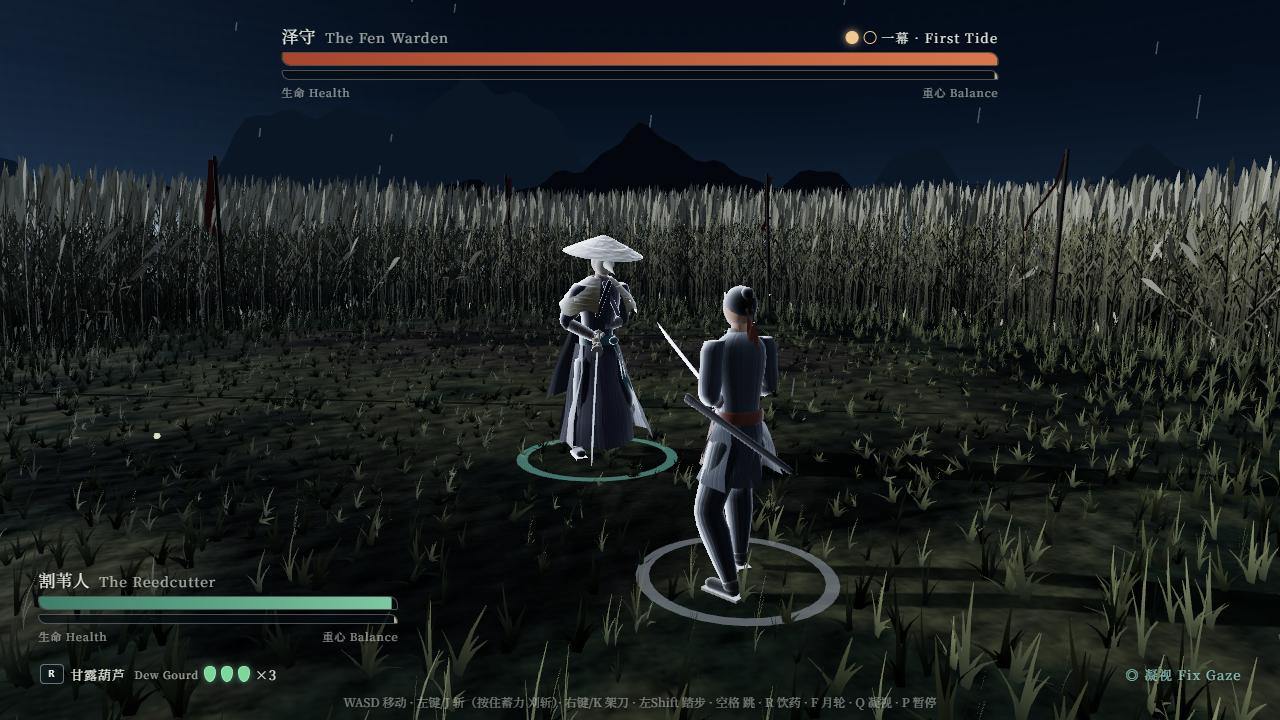 泽守 The Fen Warden
一幕 · First Tide
生命 Health
重心 Balance
割苇人 The Reedcutter
生命 Health
重心 Balance
R 甘露葫芦 Dew Gourd ×3
◎ 凝视 Fix Gaze
WASD 移动 · 左键/J 斩（按住蓄力 刈斩）· 右键/K 架刀 · 左Shift 踏步 · 空格 跳 · R 饮药 · F 月轮 · Q 凝视 · P 暂停